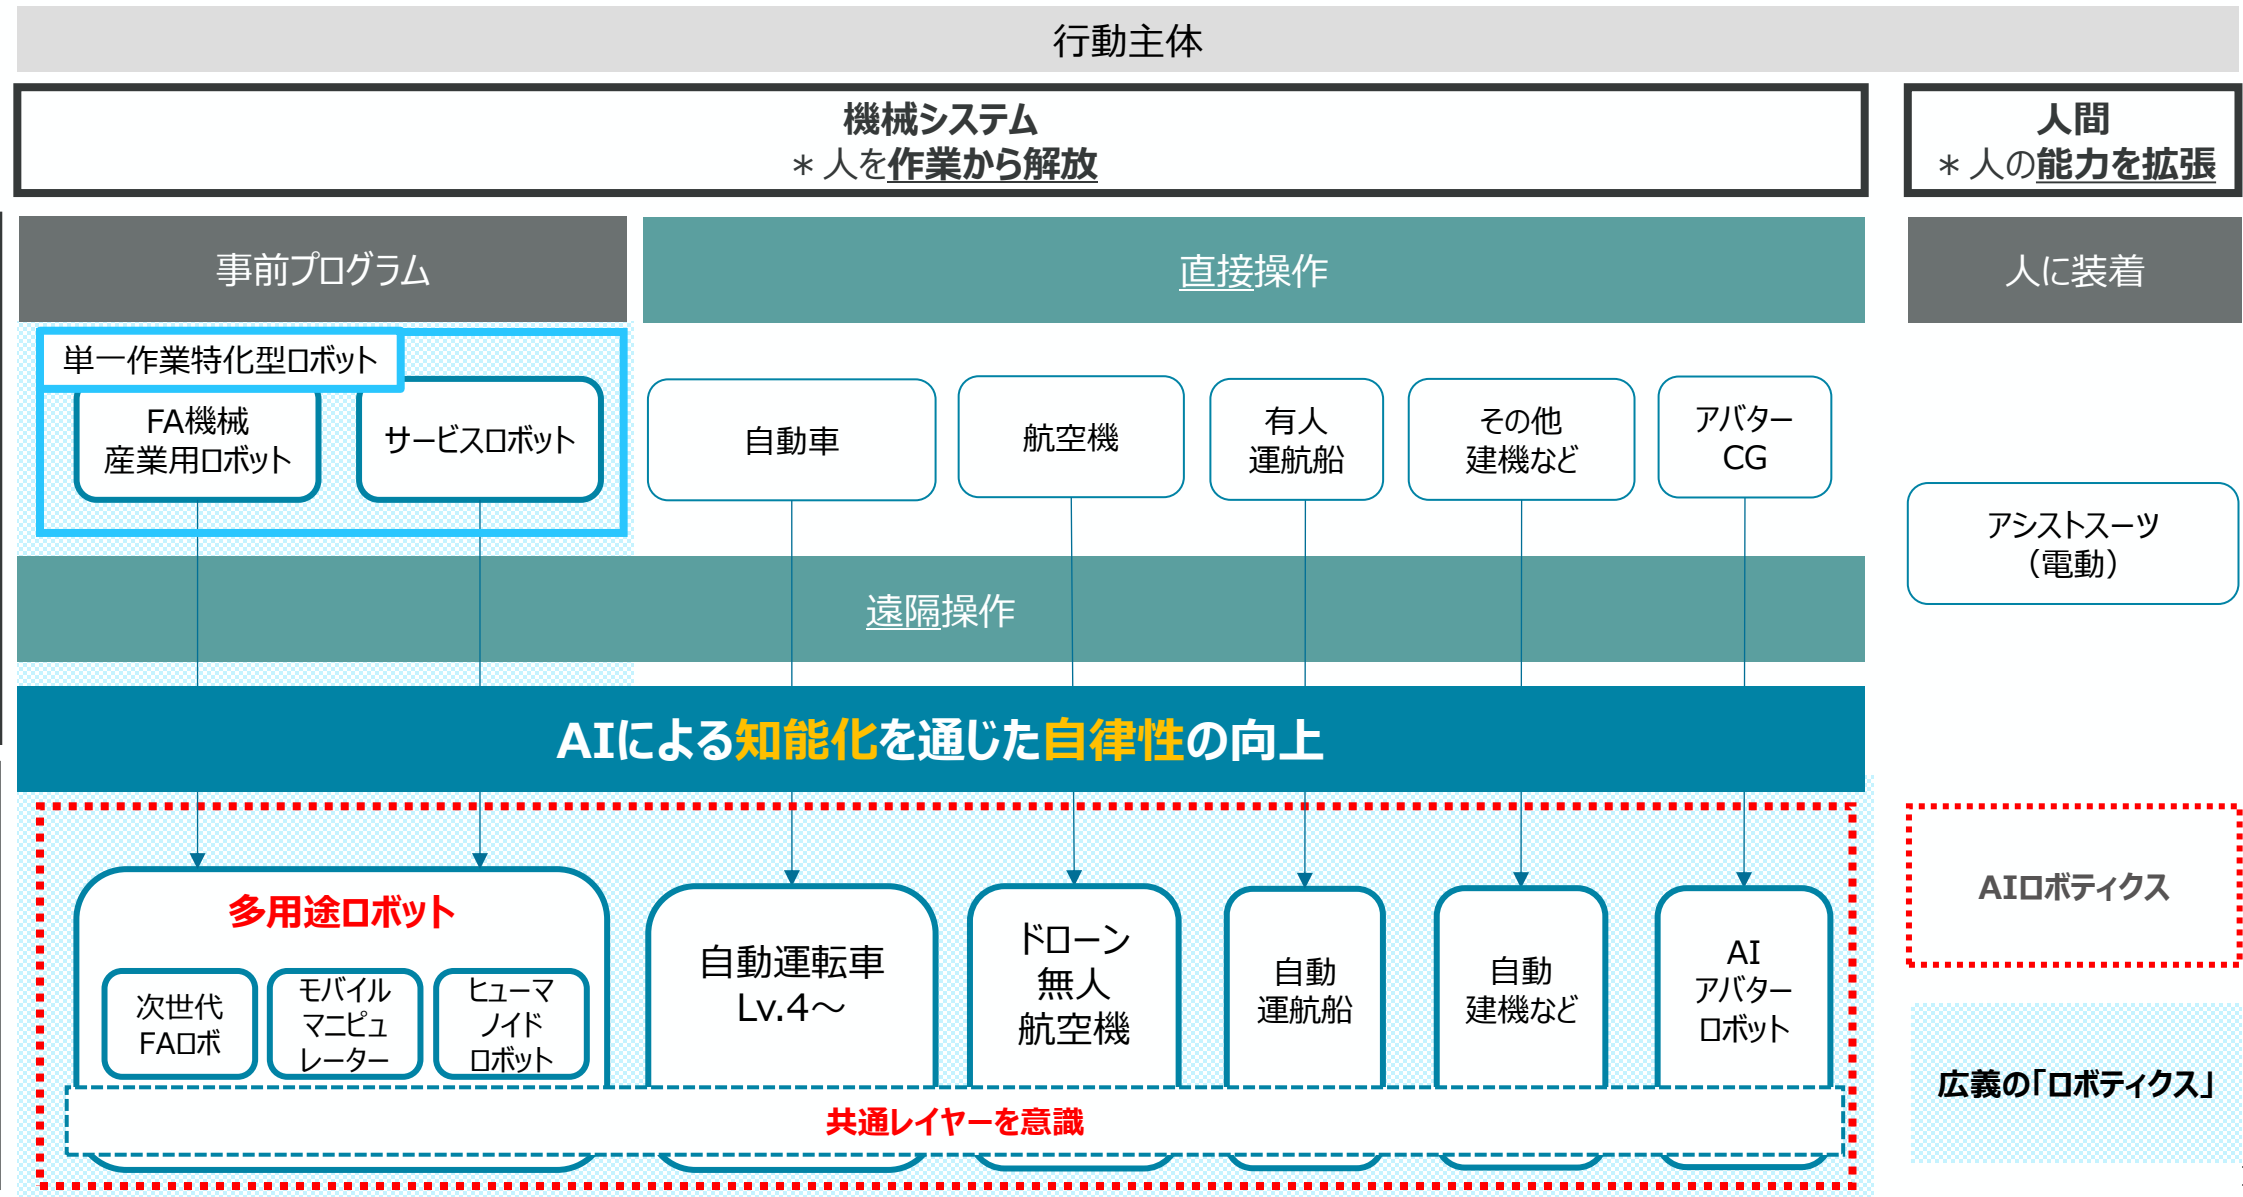 行動主体
機械システム
＊人を作業から解放
人間
＊人の能力を拡張
事前プログラム
直接操作
人に装着
単一作業特化型ロボット
FA機械
産業用ロボット
サービスロボット
自動車
航空機
有人
運航船
その他
建機など
アバター
CG
アシストスーツ
（電動）
遠隔操作
AIによる知能化を通じた自律性の向上
多用途ロボット
次世代
FAロボ
モバイル
マニピュ
レーター
ヒューマ
ノイド
ロボット
自動運転車
Lv.4～
ドローン
無人
航空機
自動
運航船
自動
建機など
AI
アバター
ロボット
共通レイヤーを意識
AIロボティクス
広義の「ロボティクス」